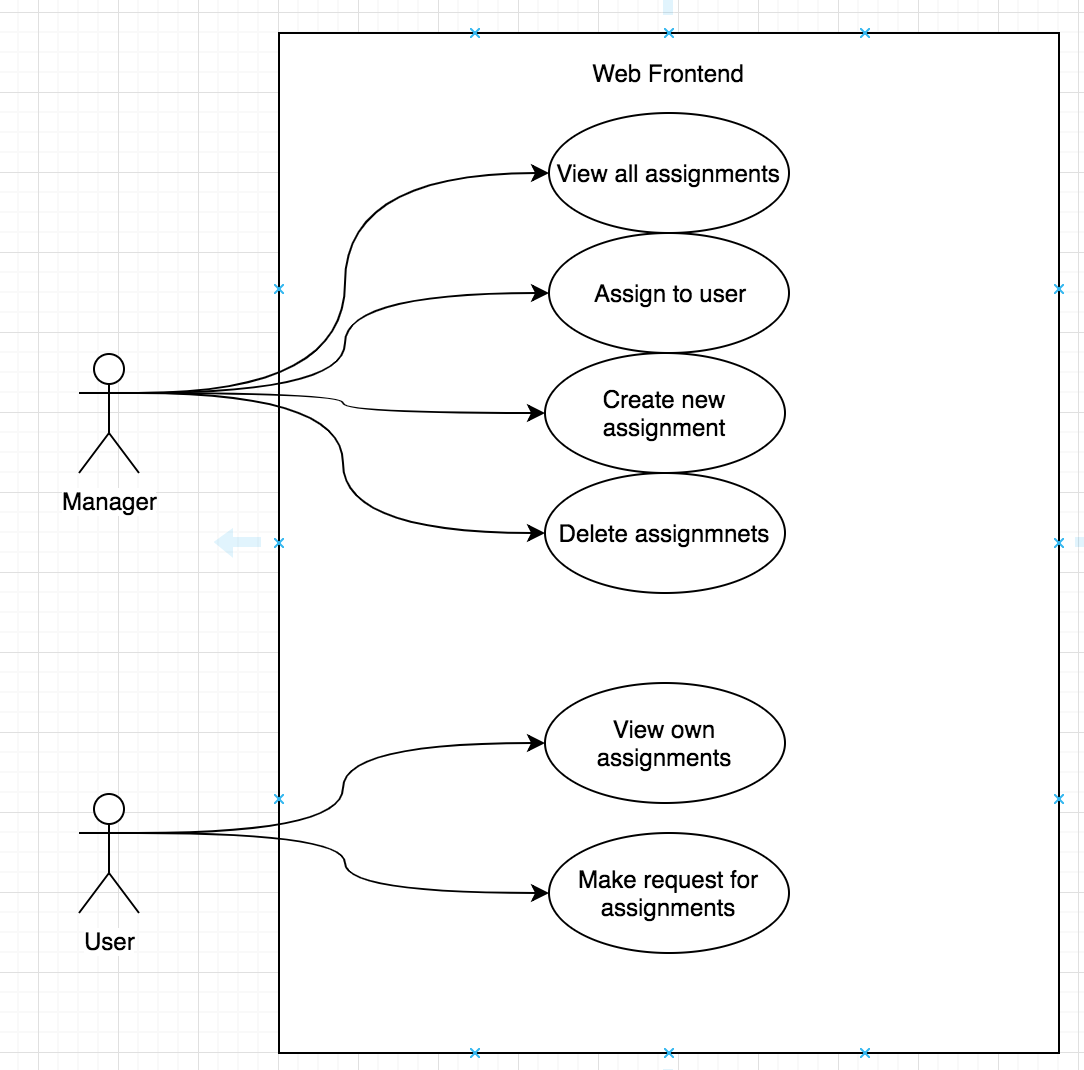 Web Frontend
View all assignments
Assign to user
Create new
assignment
Manager
Delete assignmnets
View own
assignments
Make request for
assignments
User